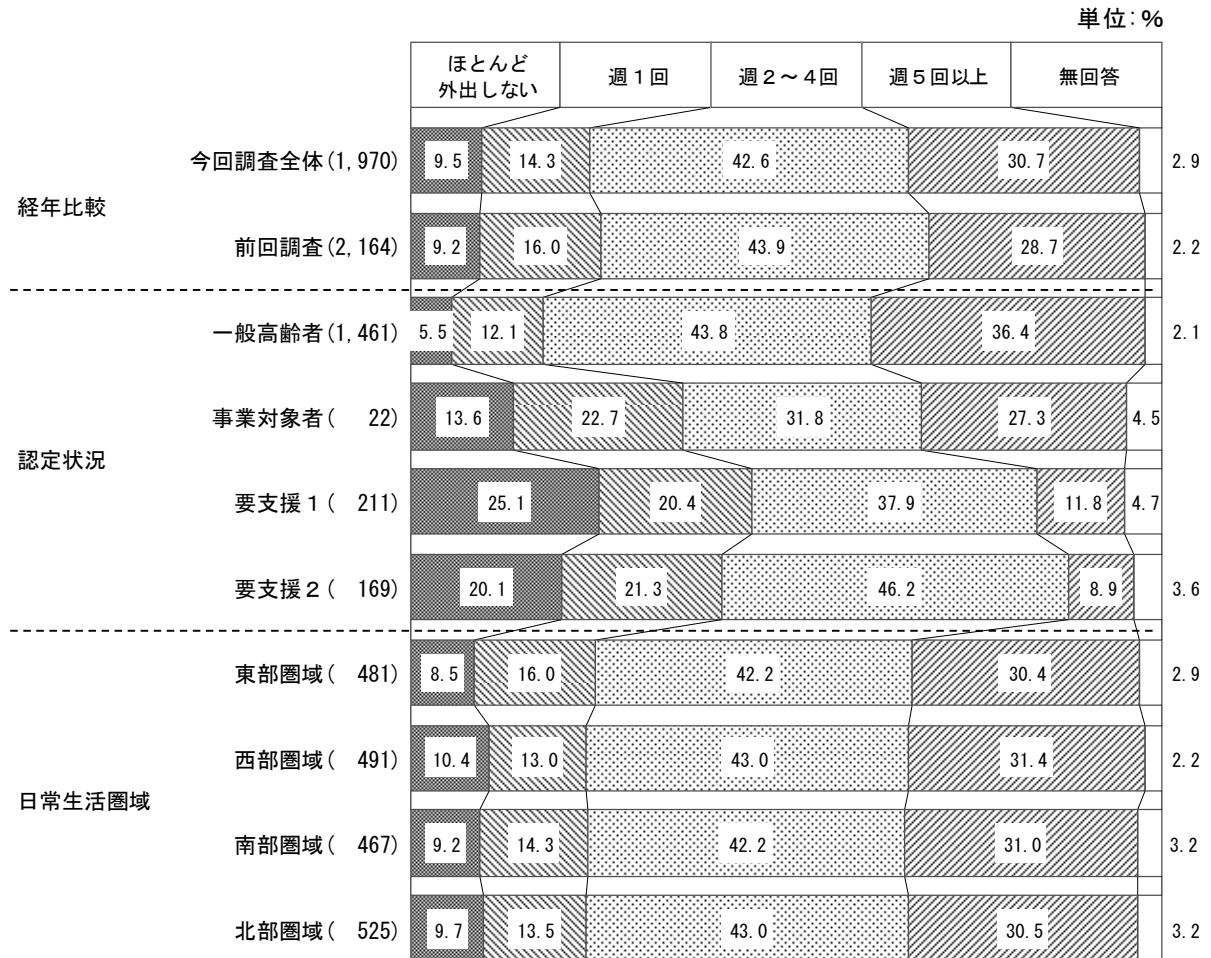 単位：％
ほとんど
外出しない
週１回
週２～４回
週５回以上
無回答
経年比較
今回調査全体(1,970) 9.5 14.3 42.6 30.7 2.9
前回調査(2,164) 9.2 16.0 43.9 28.7 2.2
認定状況
一般高齢者(1,461) 5.5 12.1 43.8 36.4 2.1
事業対象者(　22) 13.6 22.7 31.8 27.3 4.5
要支援１(　211) 25.1 20.4 37.9 11.8 4.7
要支援２(　169) 20.1 21.3 46.2 8.9 3.6
日常生活圏域
東部圏域(　481) 8.5 16.0 42.2 30.4 2.9
西部圏域(　491) 10.4 13.0 43.0 31.4 2.2
南部圏域(　467) 9.2 14.3 42.2 31.0 3.2
北部圏域(　525) 9.7 13.5 43.0 30.5 3.2